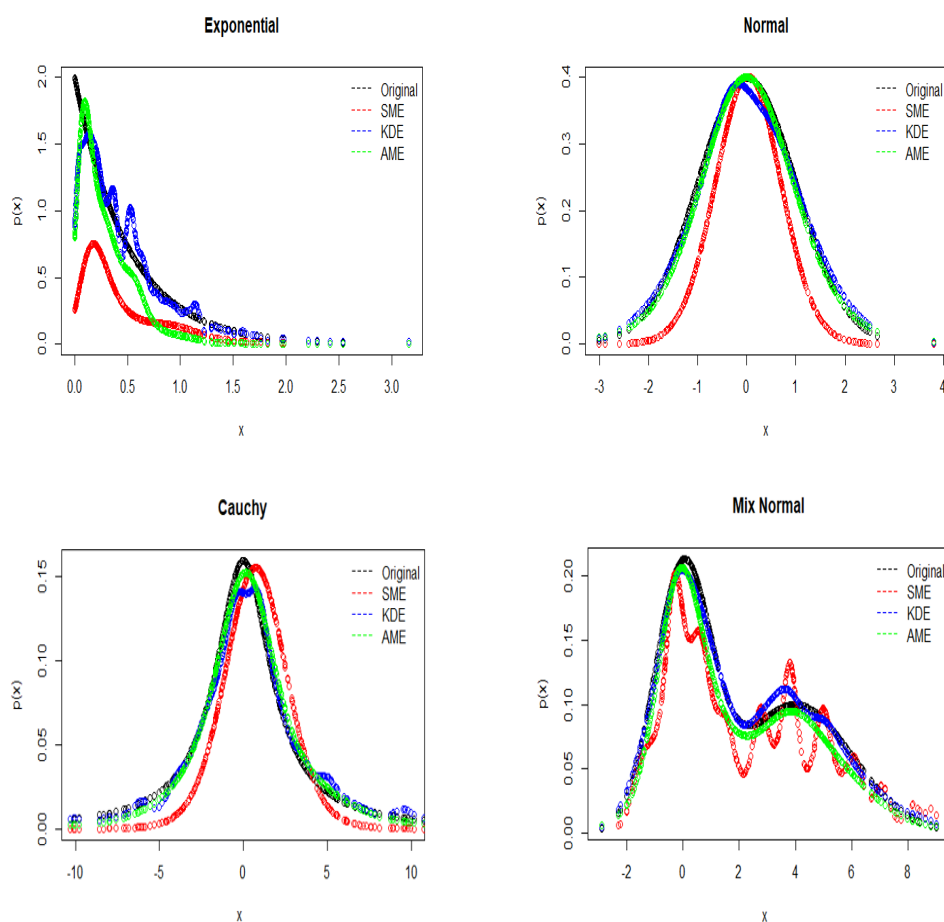 Exponential
p(x)
2.0
1.5
1.0
0.5
0.0
Original
SME
KDE
AME
0.0 0.5 1.0 1.5 2.0 2.5 3.0
x
Normal
p(x)
0.4
0.3
0.2
0.1
0.0
Original
SME
KDE
AME
-3 -2 -1 0 1 2 3 4
x
Cauchy
p(x)
0.15
0.10
0.05
0.00
Original
SME
KDE
AME
-10 -5 0 5 10
x
Mix Normal
p(x)
0.20
0.15
0.10
0.05
0.00
Original
SME
KDE
AME
-2 0 2 4 6 8
x